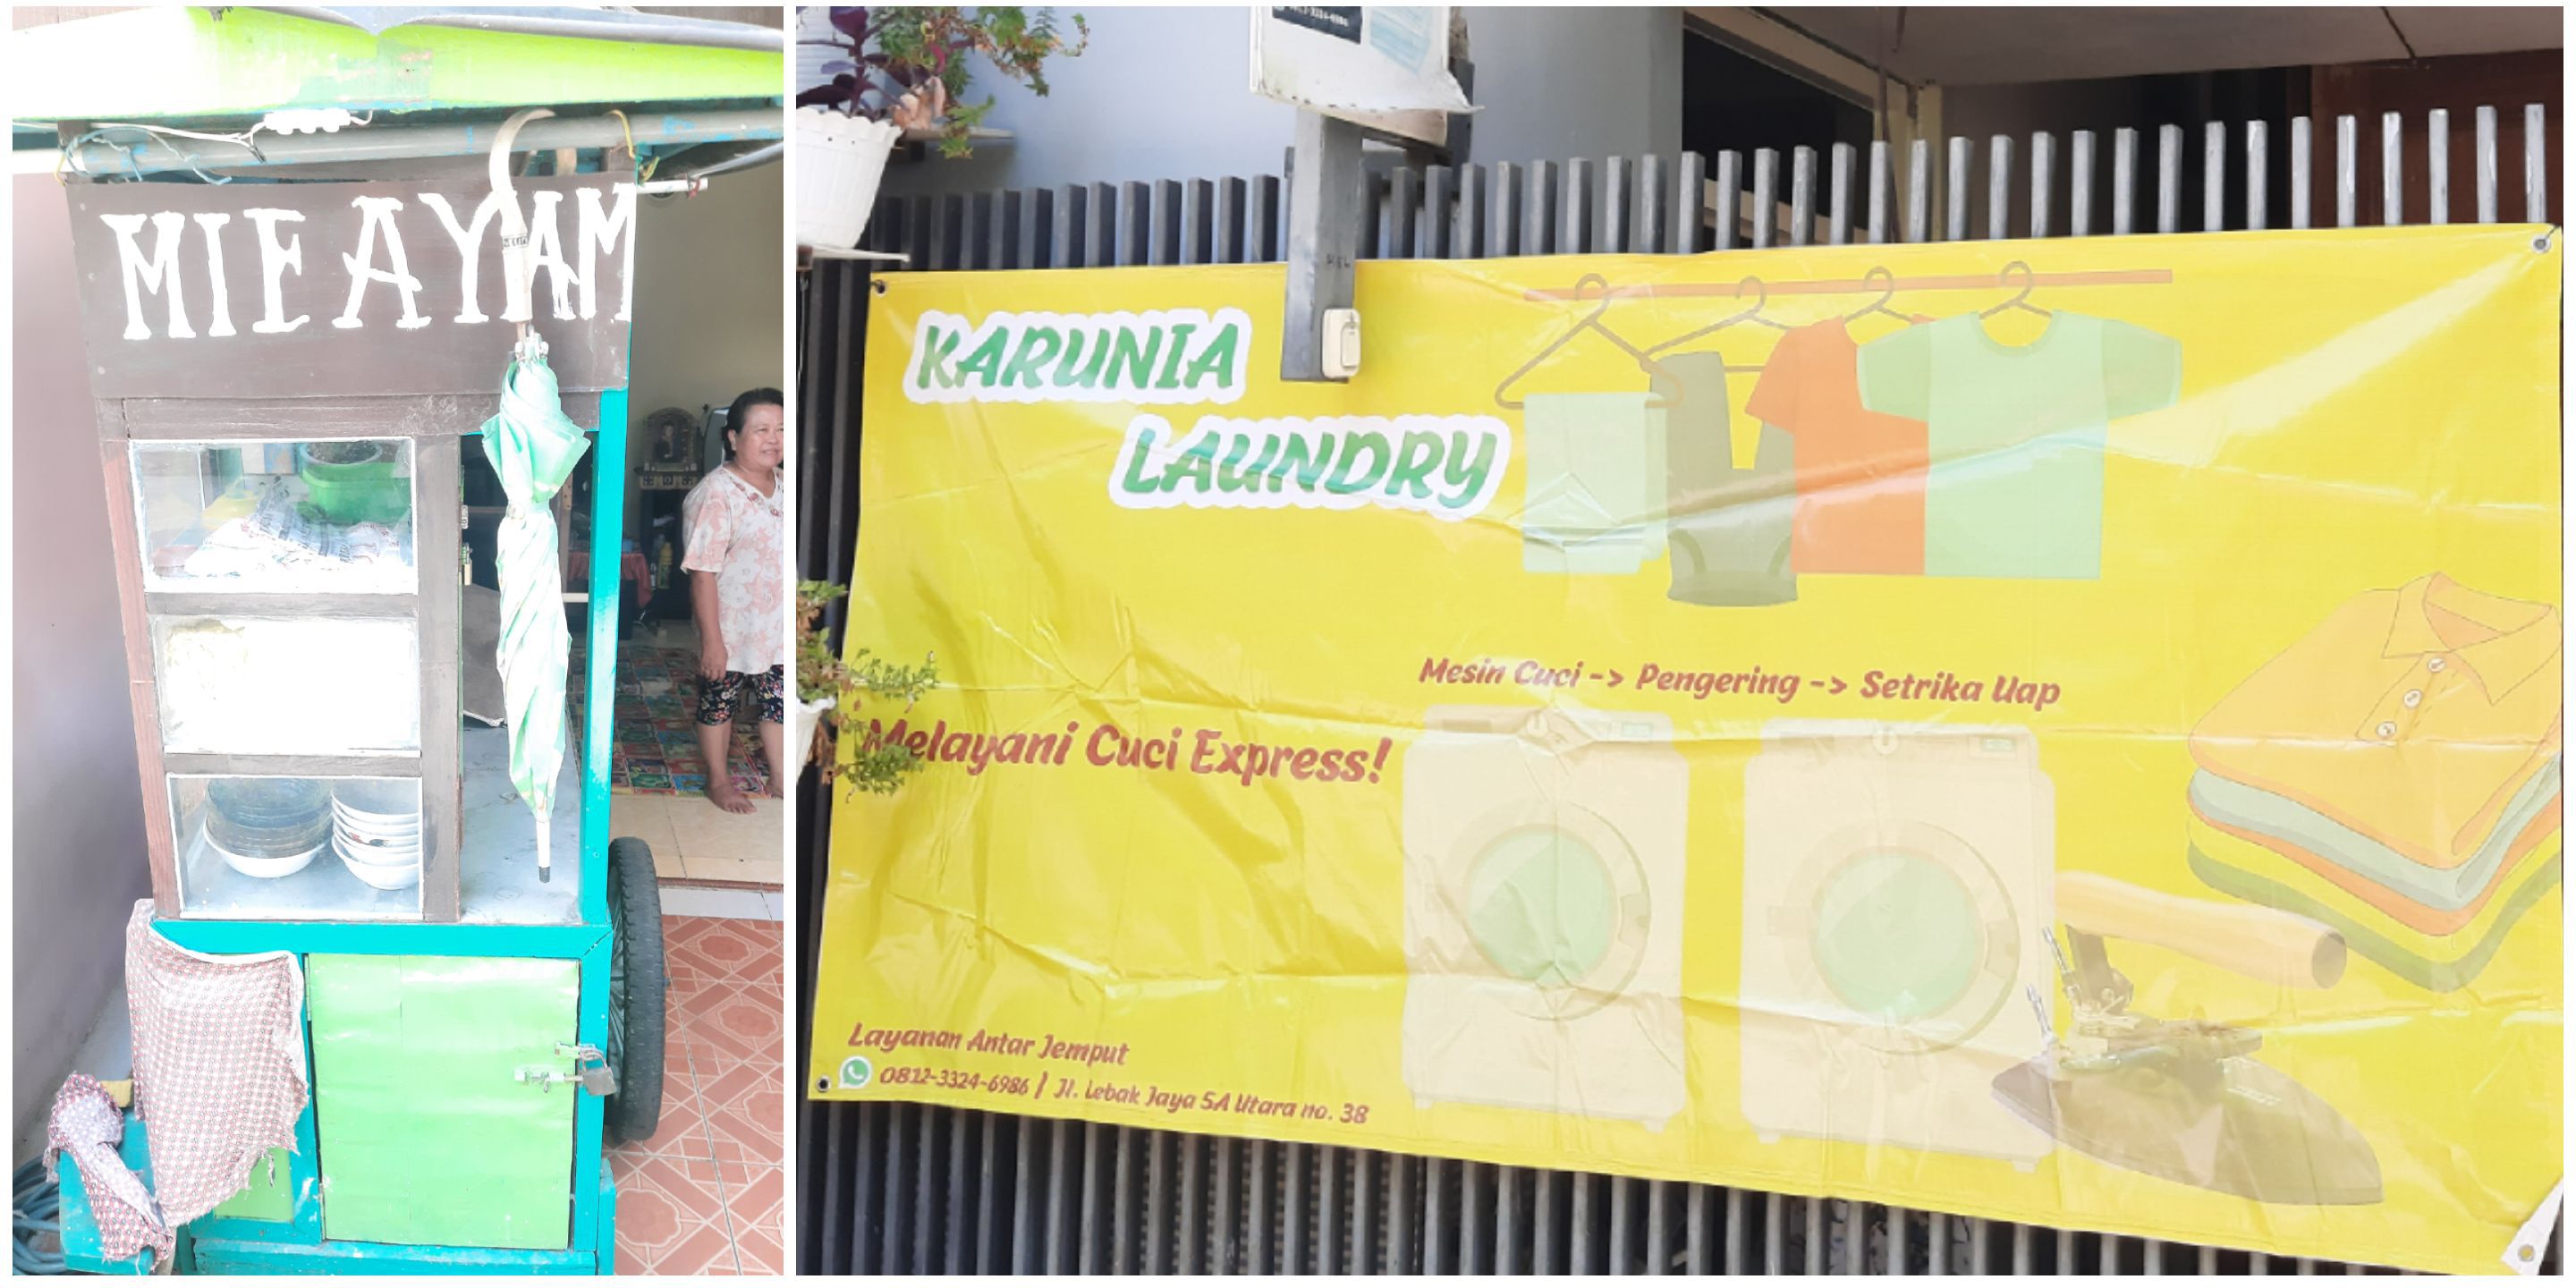 MIE AYAM
KARUNIA
LAUNDRY
Mesin Cuci -> Pengering -> Setrika Uap
Melayani Cuci Express!
Layanan Antar Jemput
0812-3324-6986 | Jl. Lebak Jaya 5A Utara no. 38